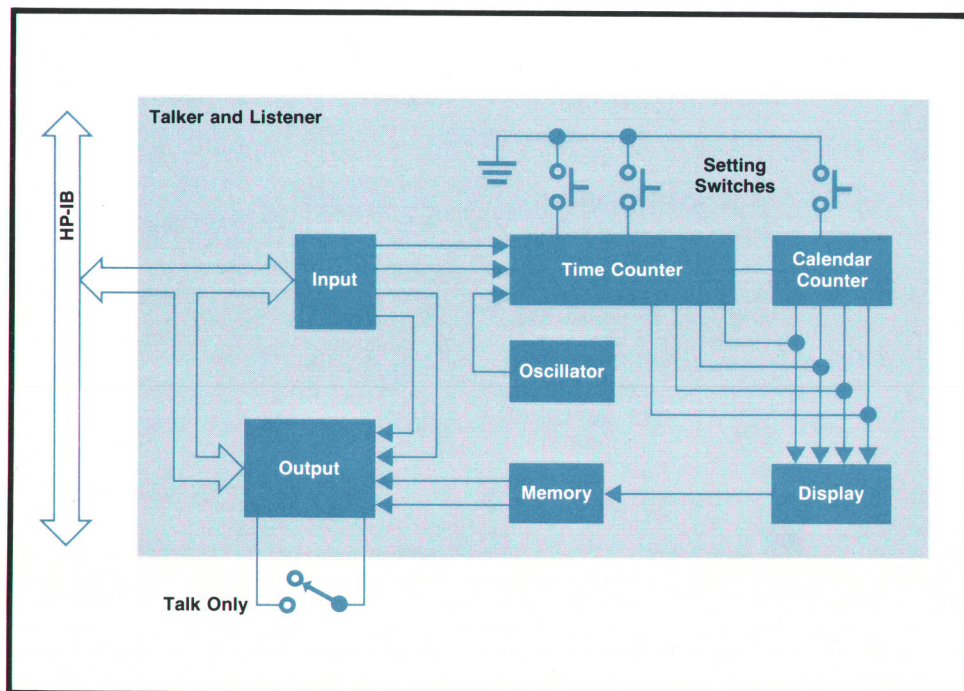 Talker and Listener
HP-IB
Setting
Switches
Input
Time Counter
Calendar
Counter
Oscillator
Output
Memory
Display
Talk Only